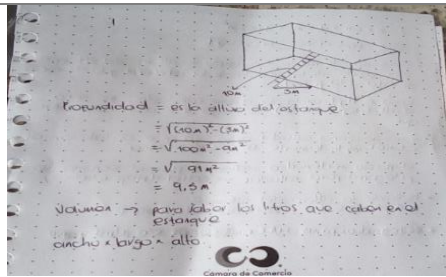 1
10m 3m
Profundidad = es la altura del estanque
= √(10m)² - (3m)²
= √100m² - 9m²
= √91m²
= 9,5m
Volumen → para saber los litros que caben en el
estanque
ancho x largo x alto
Camara de Comercio